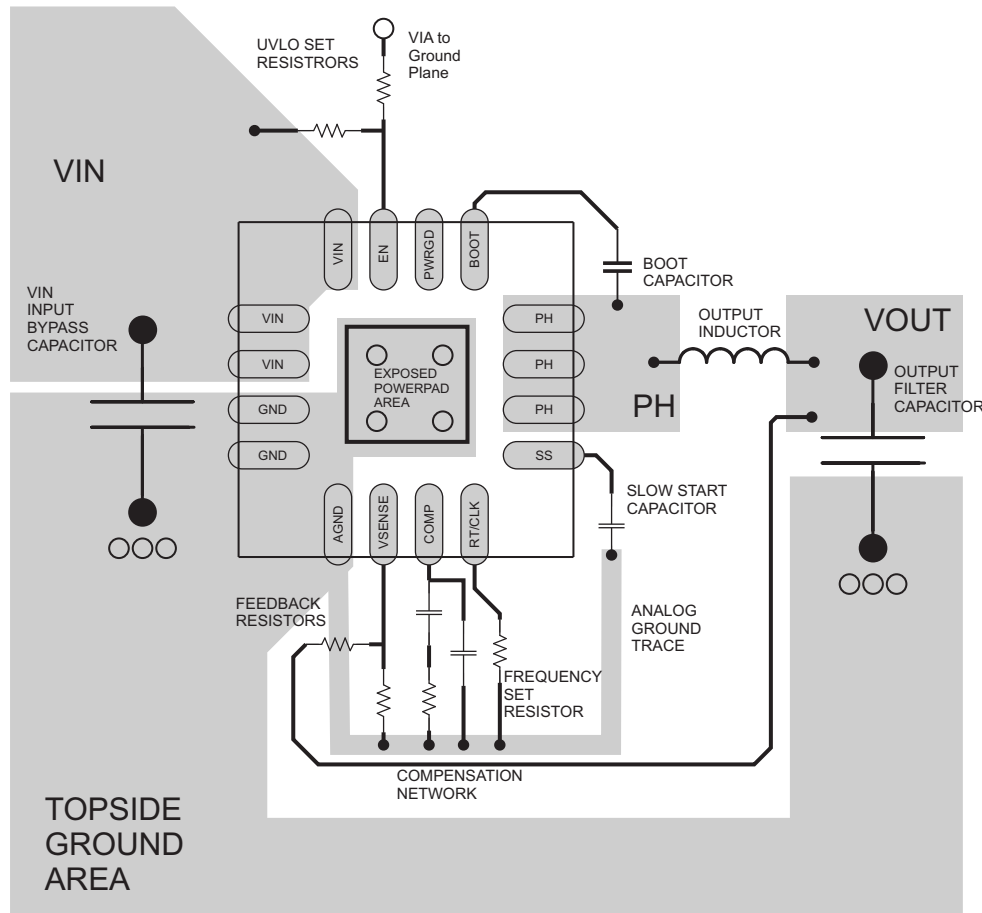 UVLO SET
RESISTRORS
VIA to
Ground
Plane
VIN
VIN
EN
PWRGD
BOOT
BOOT
CAPACITOR
VIN
INPUT
BYPASS
CAPACITOR
VIN
VIN
GND
GND
EXPOSED
POWERPAD
AREA
PH
PH
PH
SS
OUTPUT
INDUCTOR
PH
VOUT
OUTPUT
FILTER
CAPACITOR
SLOW START
CAPACITOR
AGND
VSENSE
COMP
RT/CLK
FEEDBACK
RESISTORS
ANALOG
GROUND
TRACE
FREQUENCY
SET
RESISTOR
COMPENSATION
NETWORK
TOPSIDE
GROUND
AREA